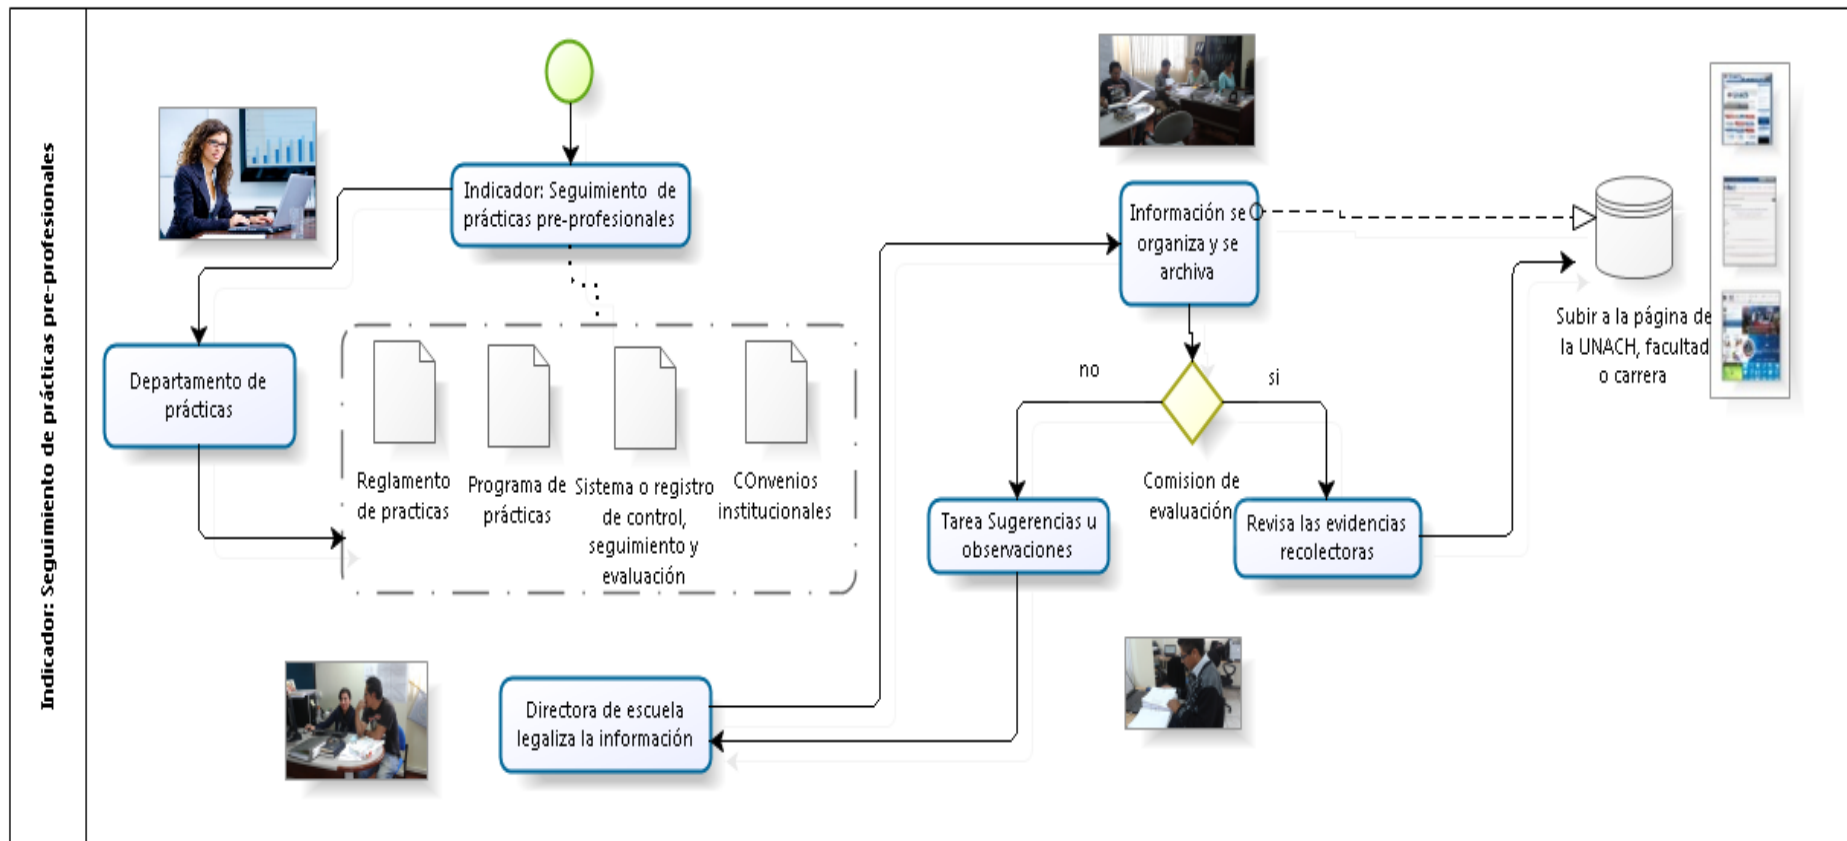 Indicador: Seguimiento de prácticas pre-profesionales
Indicador: Seguimiento de
prácticas pre-profesionales
Departamento de
prácticas
Reglamento
de practicas
Programa de
prácticas
Sistema o registro
de control,
seguimiento y
evaluación
COnvenios
institucionales
Directora de escuela
legaliza la información
Información se
organiza y se
archiva
no
si
Comision de
evaluación
Tarea Sugerencias u
observaciones
Revisa las evidencias
recolectoras
Subir a la página de
la UNACH, facultad
o carrera